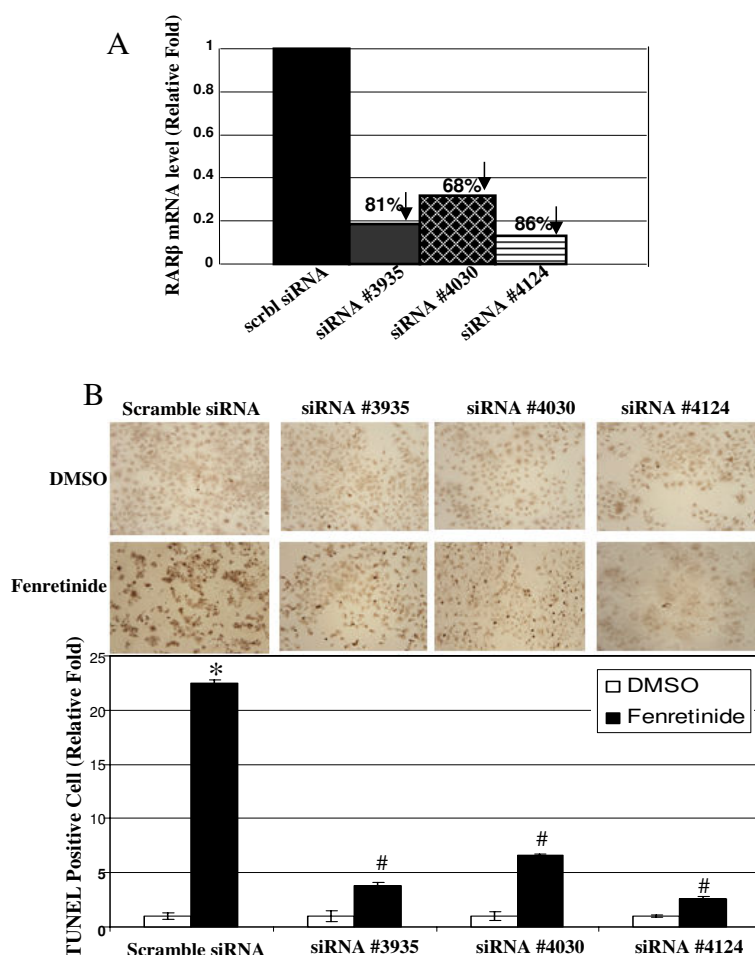 A
RARβ mRNA level (Relative Fold)
1
0.8
0.6
0.4
0.2
0
81%
68%
86%
scrbl siRNA
siRNA #3935
siRNA #4030
siRNA #4124
B
Scramble siRNA
siRNA #3935
siRNA #4030
siRNA #4124
DMSO
Fenretinide
TUNEL Positive Cell (Relative Fold)
25
20
15
10
5
0
*
#
#
#
DMSO
Fenretinide
Scramble siRNA
siRNA #3935
siRNA #4030
siRNA #4124